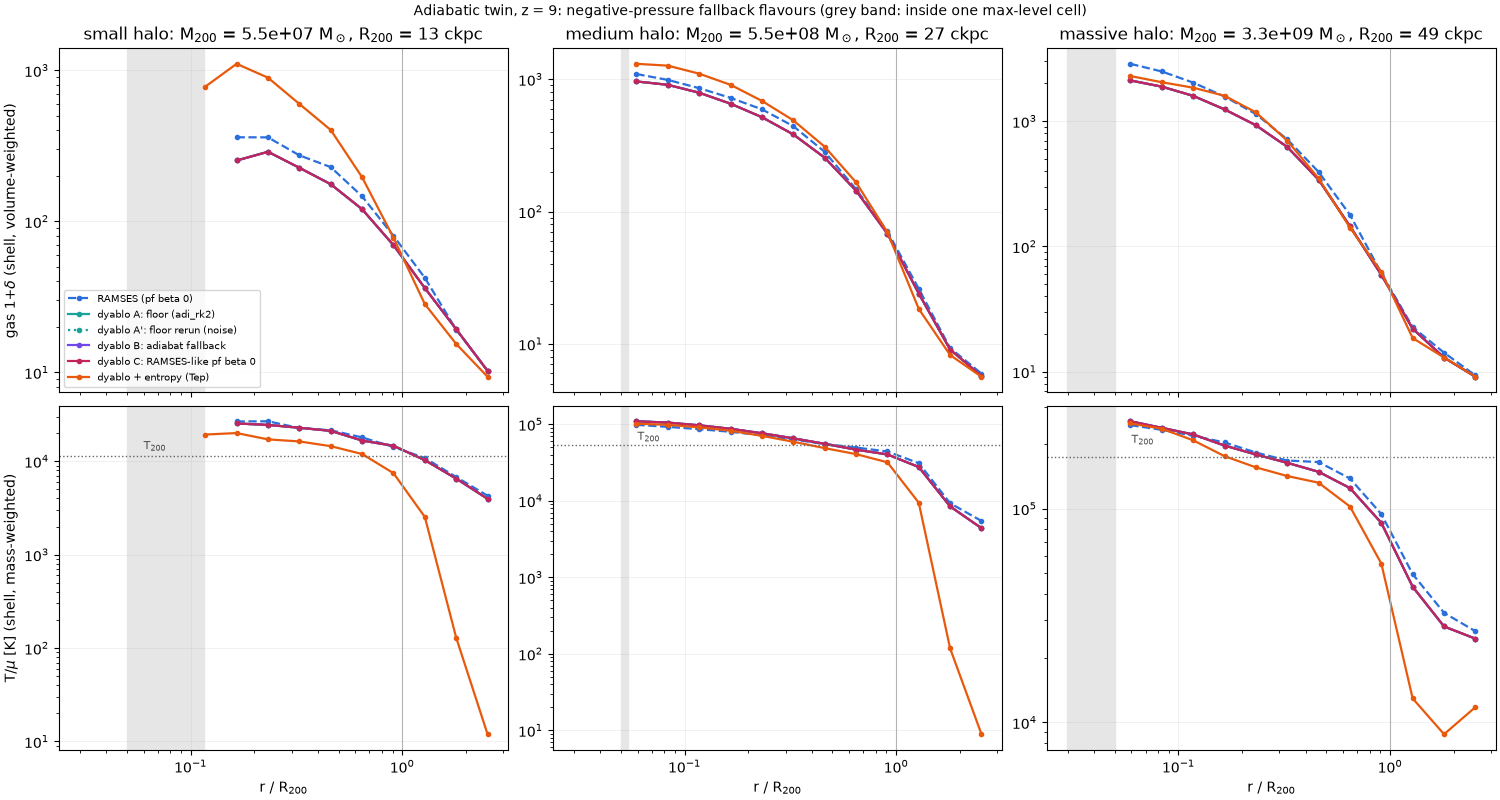 Adiabatic twin, z = 9: negative-pressure fallback flavours (grey band: inside one max-level cell)
small halo: M₂₀₀ = 5.5e+07 M⊙, R₂₀₀ = 13 ckpc
medium halo: M₂₀₀ = 5.5e+08 M⊙, R₂₀₀ = 27 ckpc
massive halo: M₂₀₀ = 3.3e+09 M⊙, R₂₀₀ = 49 ckpc
gas 1+δ (shell, volume-weighted)
10³
10²
10¹
RAMSES (pf beta 0)
dyablo A: floor (adi_rk2)
dyablo A': floor rerun (noise)
dyablo B: adiabat fallback
dyablo C: RAMSES-like pf beta 0
dyablo + entropy (Tep)
10³
10²
10¹
10³
10²
10¹
T/μ [K] (shell, mass-weighted)
10⁴
10³
10²
10¹
T₂₀₀
10⁻¹
10⁰
r / R₂₀₀
10⁵
10⁴
10³
10²
10¹
T₂₀₀
10⁻¹
10⁰
r / R₂₀₀
10⁵
10⁴
T₂₀₀
10⁻¹
10⁰
r / R₂₀₀